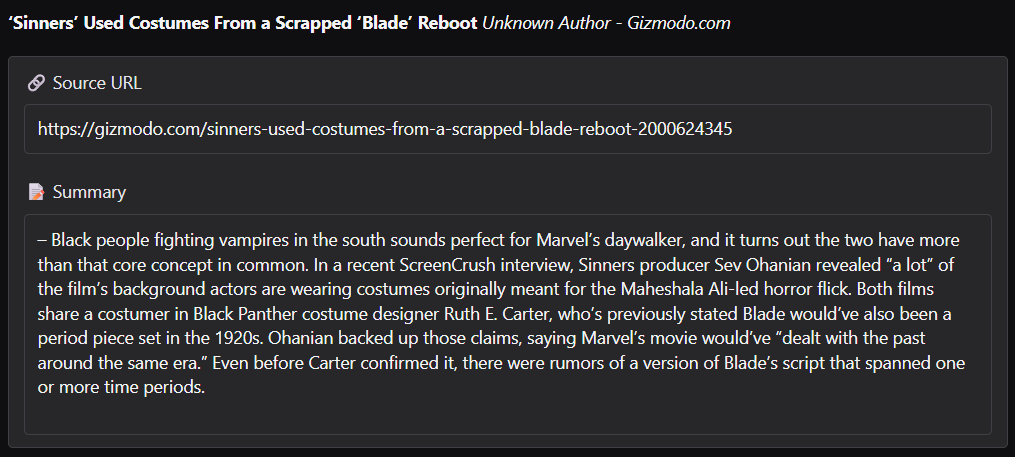 ‘Sinners’ Used Costumes From a Scrapped ‘Blade’ Reboot Unknown Author - Gizmodo.com
🔗 Source URL
https://gizmodo.com/sinners-used-costumes-from-a-scrapped-blade-reboot-2000624345
📝 Summary
– Black people fighting vampires in the south sounds perfect for Marvel’s daywalker, and it turns out the two have more
than that core concept in common. In a recent ScreenCrush interview, Sinners producer Sev Ohanian revealed “a lot” of
the film’s background actors are wearing costumes originally meant for the Maheshala Ali-led horror flick. Both films
share a costumer in Black Panther costume designer Ruth E. Carter, who’s previously stated Blade would’ve also been a
period piece set in the 1920s. Ohanian backed up those claims, saying Marvel’s movie would’ve “dealt with the past
around the same era.” Even before Carter confirmed it, there were rumors of a version of Blade’s script that spanned one
or more time periods.